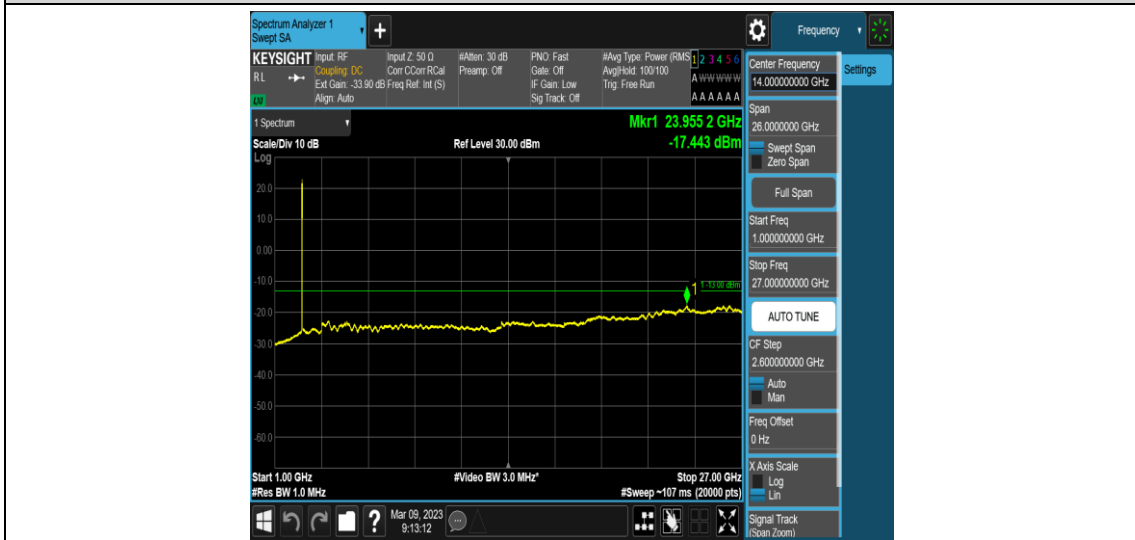 Spectrum Analyzer 1
Swept SA
+
Frequency
KEYSIGHT
RL
LXI
Input: RF
Coupling: DC
Ext Gain: -33.90 dB
Align: Auto
Input Z: 50 Ω
Corr CCorr RCal
Freq Ref: Int (S)
#Atten: 30 dB
Preamp: Off
PNO: Fast
Gate: Off
IF Gain: Low
Sig Track: Off
#Avg Type: Power (RMS
Avg|Hold: 100/100
Trig: Free Run
1 2 3 4 5 6
A W W W W W
A A A A A A
1 Spectrum
Mkr1 23.955 2 GHz
Scale/Div 10 dB
Ref Level 30.00 dBm
-17.443 dBm
Log
20.0
10.0
0.00
-10.0
-20.0
-30.0
-40.0
-50.0
-60.0
1
1 -13.00 dBm
Start 1.00 GHz
#Video BW 3.0 MHz*
Stop 27.00 GHz
#Res BW 1.0 MHz
#Sweep ~107 ms (20000 pts)
?
Mar 09, 2023
9:13:12
Center Frequency
14.00000000 GHz
Settings
Span
26.0000000 GHz
Swept Span
Zero Span
Full Span
Start Freq
1.000000000 GHz
Stop Freq
27.00000000 GHz
AUTO TUNE
CF Step
2.600000000 GHz
Auto
Man
Freq Offset
0 Hz
X Axis Scale
Log
Lin
Signal Track
(Span Zoom)